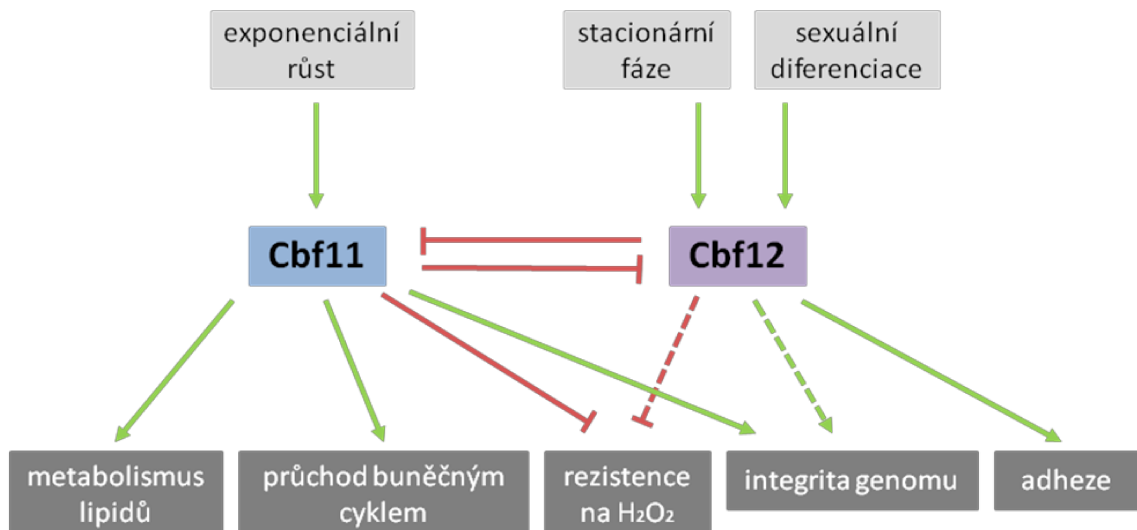 exponenciální
růst
stacionární
fáze
sexuální
diferenciace
Cbf11
Cbf12
metabolismus
lipidů
průchod buněčným
cyklem
rezistence
na H₂O₂
integrita genomu
adheze